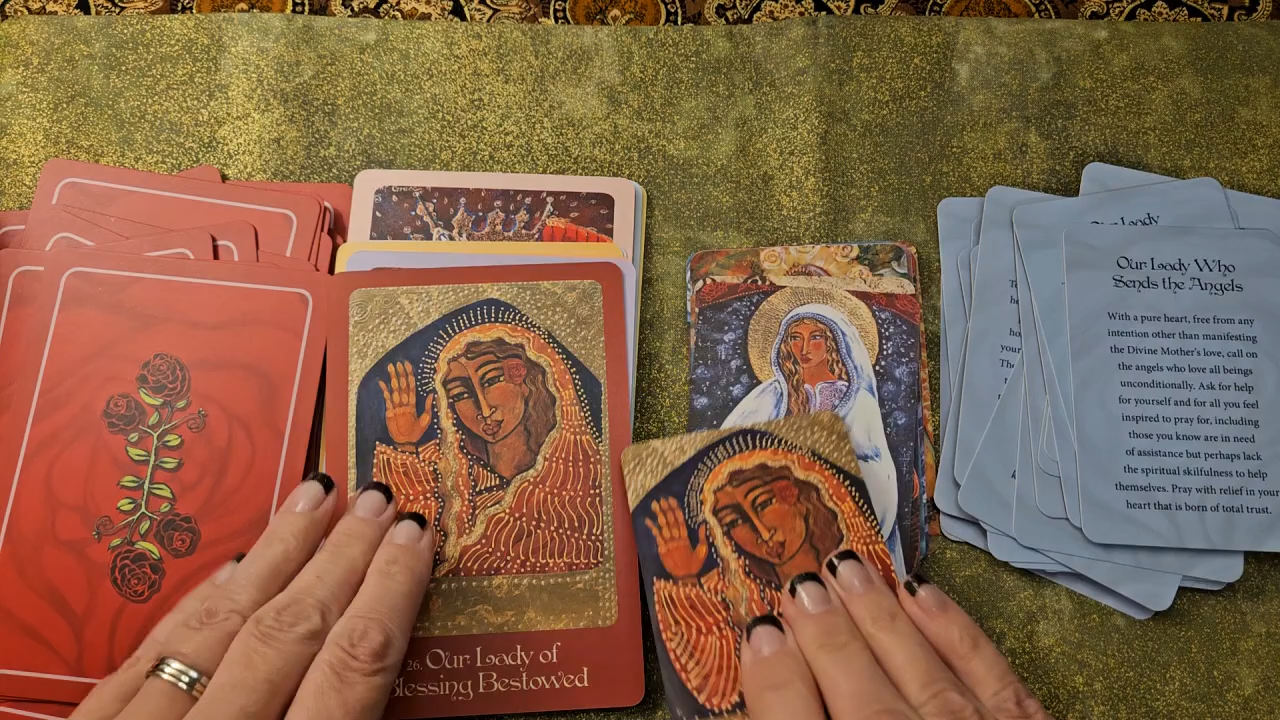 26. Our Lady of
Blessing Bestowed
Our Lady
Our Lady Who
Sends the Angels
With a pure heart, free from any
intention other than manifesting
the Divine Mother's love, call on
the angels who love all beings
unconditionally. Ask for help
for yourself and for all you feel
inspired to pray for, including
those you know are in need
of assistance but perhaps lack
the spiritual skilfulness to help
themselves. Pray with relief in your
heart that is born of total trust.